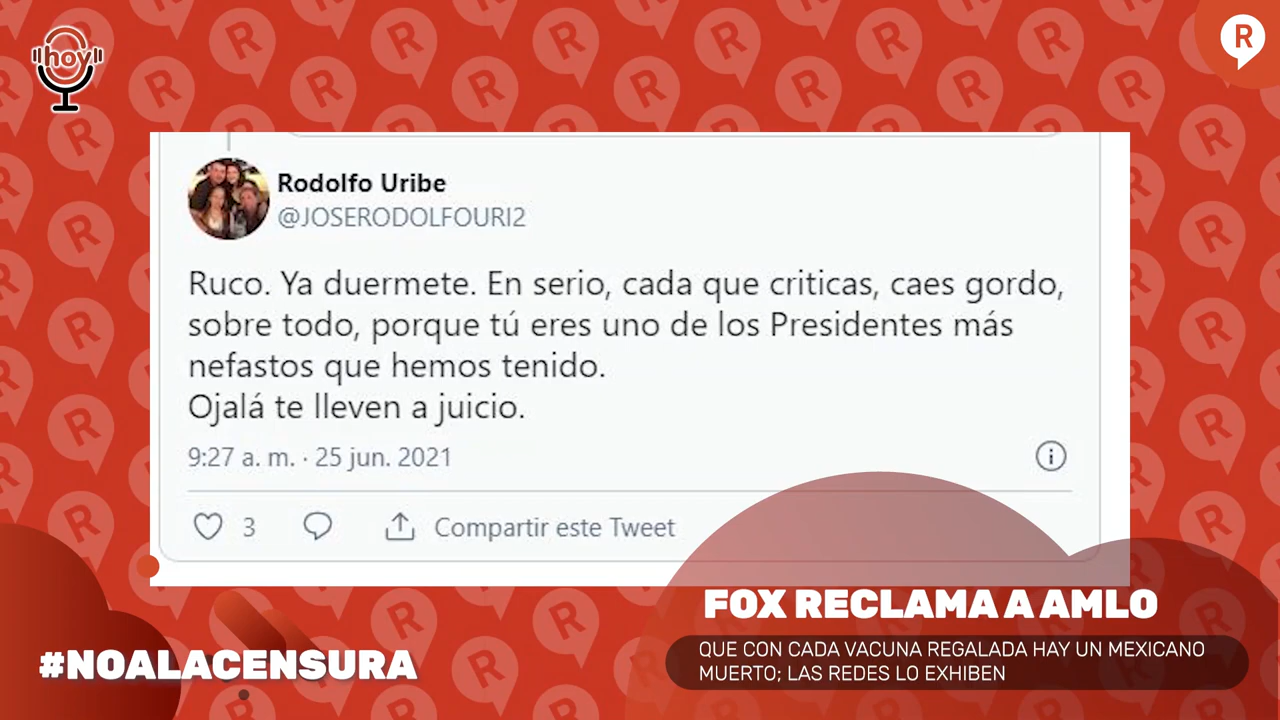 hoy
R
Rodolfo Uribe
@JOSERODOLFOURI2
Ruco. Ya duermete. En serio, cada que criticas, caes gordo,
sobre todo, porque tú eres uno de los Presidentes más
nefastos que hemos tenido.
Ojalá te lleven a juicio.
9:27 a. m. · 25 jun. 2021
3
Compartir este Tweet
FOX RECLAMA A AMLO
QUE CON CADA VACUNA REGALADA HAY UN MEXICANO
MUERTO; LAS REDES LO EXHIBEN
#NOALACENSURA